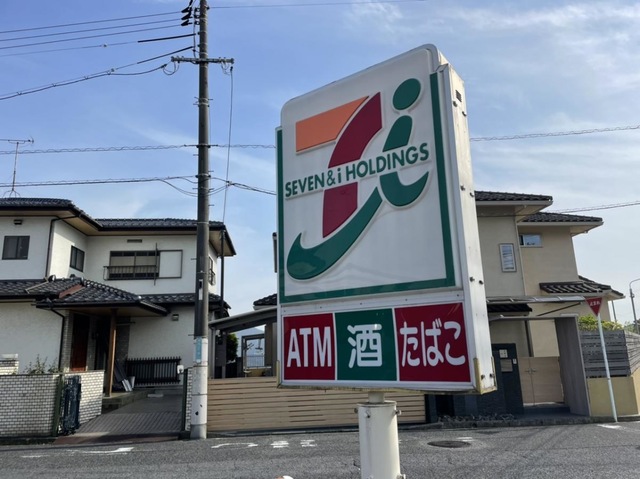 SEVEN & i HOLDINGS
ATM 酒 たばこ